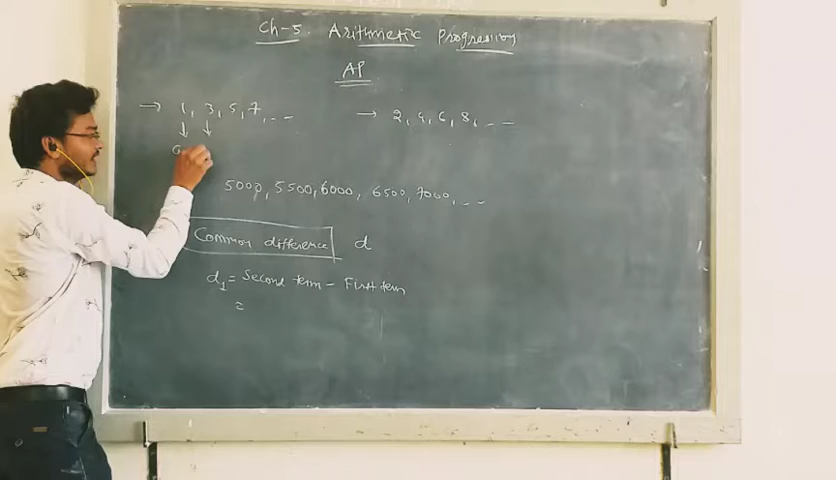 Ch-5. Arithmetic Progression
AP
→ 1, 3, 5, 7, - -
→ 2, 4, 6, 8, - -
↓ ↓
a
5000, 5500, 6000, 6500, 7000, - -
Common difference d
d₁ = Second term - First term
=